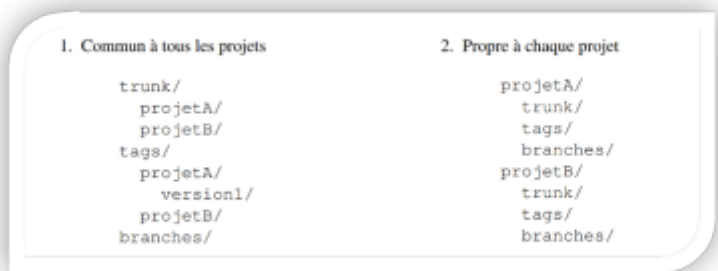 1. Commun à tous les projets
trunk/
projetA/
projetB/
tags/
projetA/
version1/
projetB/
branches/
2. Propre à chaque projet
projetA/
trunk/
tags/
branches/
projetB/
trunk/
tags/
branches/